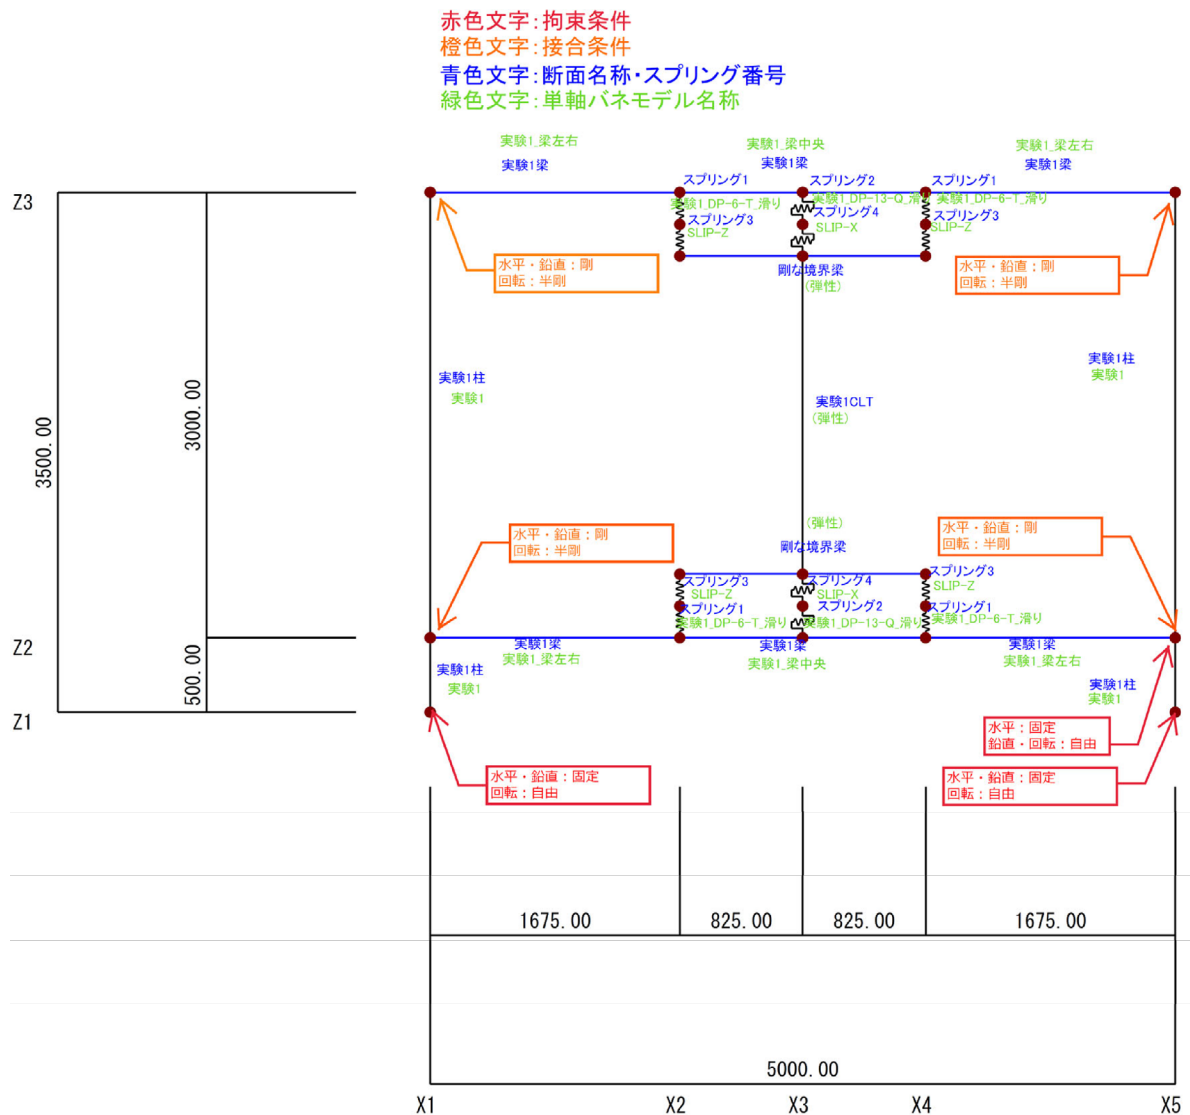 赤色文字:拘束条件
橙色文字:接合条件
青色文字:断面名称・スプリング番号
緑色文字:単軸バネモデル名称
実験1_梁左右
実験1_梁中央
実験1_梁左右
実験1梁
実験1梁
実験1梁
Z3
スプリング1
スプリング2
スプリング1
実験1_DP-6-T_滑り
実験1_DP-13-Q_滑り
実験1_DP-6-T_滑り
スプリング3
スプリング4
スプリング3
SLIP-Z
SLIP-X
SLIP-Z
水平・鉛直:剛
回転:半剛
剛な境界梁
(弾性)
水平・鉛直:剛
回転:半剛
実験1柱
実験1
実験1柱
実験1
3500.00
3000.00
実験1CLT
(弾性)
水平・鉛直:剛
回転:半剛
(弾性)
剛な境界梁
水平・鉛直:剛
回転:半剛
スプリング3
スプリング4
スプリング3
SLIP-Z
SLIP-X
SLIP-Z
スプリング1
スプリング2
スプリング1
実験1_DP-6-T_滑り
実験1_DP-13-Q_滑り
実験1_DP-6-T_滑り
Z2
実験1梁
実験1梁
実験1梁
実験1_梁左右
実験1_梁中央
実験1_梁左右
500.00
実験1柱
実験1
実験1柱
実験1
Z1
水平:固定
鉛直・回転:自由
水平・鉛直:固定
回転:自由
水平・鉛直:固定
回転:自由
1675.00
825.00
825.00
1675.00
5000.00
X1
X2
X3
X4
X5